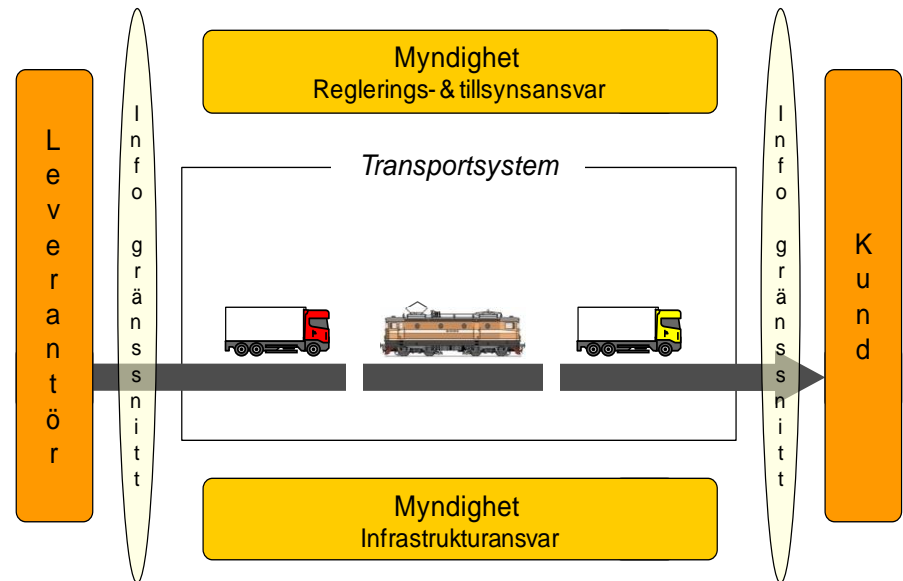 Myndighet
Reglerings- & tillsynsansvar
Leverantör
Info gränssnitt
Transportsystem
Info gränssnitt
Kund
Myndighet
Infrastrukturansvar